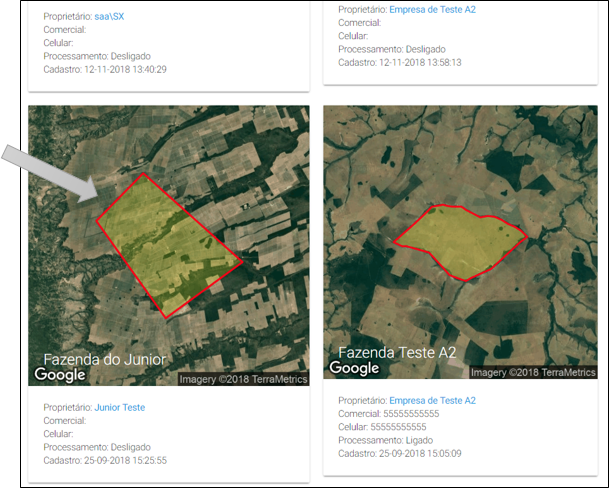 Proprietário: saa\SX
Comercial:
Celular:
Processamento: Desligado
Cadastro: 12-11-2018 13:40:29
Proprietário: Empresa de Teste A2
Comercial:
Celular:
Processamento: Desligado
Cadastro: 12-11-2018 13:58:13
Fazenda do Junior
Google
Imagery ©2018 TerraMetrics
Proprietário: Junior Teste
Comercial:
Celular:
Processamento: Desligado
Cadastro: 25-09-2018 15:25:55
Fazenda Teste A2
Google
Imagery ©2018 TerraMetrics
Proprietário: Empresa de Teste A2
Comercial: 55555555555
Celular: 55555555555
Processamento: Ligado
Cadastro: 25-09-2018 15:05:09